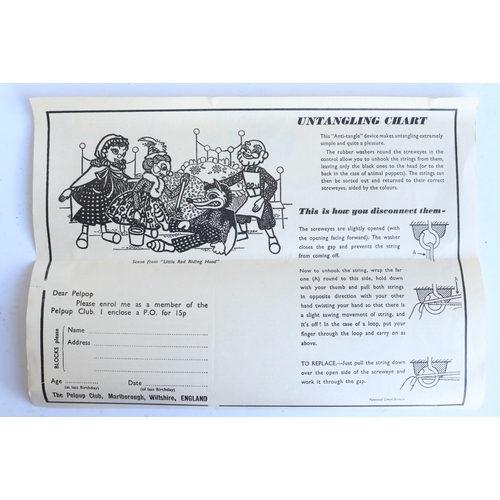 UNTANGLING CHART
This "Anti-tangle" device makes untangling extremely
simple and quite a pleasure.
The rubber washers round the screweyes in the
control allow you to unhook the strings from them,
leaving only the black ones to the head (or to the
back in the case of animal puppets). The strings can
then be sorted out and returned to their correct
screweyes, aided by the colours.
This is how you disconnect them-
The screweyes are slightly opened (with
the opening facing forward). The washer
closes the gap and prevents the string
from coming off.
A
Now to unhook the string, wrap the far
one (A) round to this side, hold down
with your thumb and pull both strings
in opposite direction with your other
hand twisting your hand so that there
is a slight sawing movement of string,
and it's off! In the case of a loop, put your
finger through the loop and carry on as
above.
TO REPLACE.—Just pull the string down
over the open side of the screweye and
work it through the gap.
Scene from "Little Red Riding Hood"
Dear Pelpop
Please enrol me as a member of the
Pelpup Club. I enclose a P.O. for 15p
BLOCKS please
Name
Address
Age
(at last Birthday)
Date
(of last Birthday)
The Pelpup Club, Marlborough, Wiltshire, ENGLAND